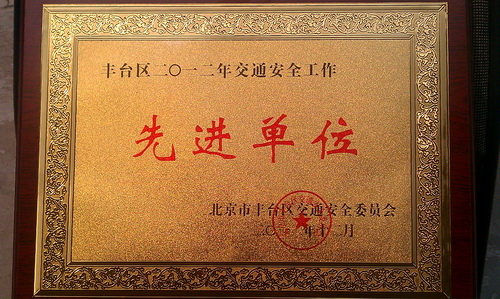 丰台区二〇一二年交通安全工作
先进单位
北京市丰台区交通安全委员会
二〇 年十二月